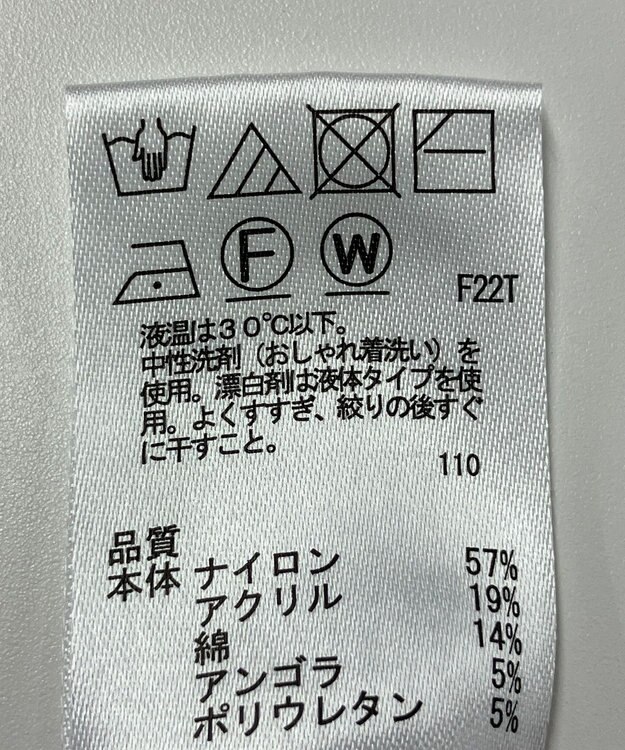 F W F22T
液温は30℃以下。
中性洗剤（おしゃれ着洗い）を
使用。漂白剤は液体タイプを使
用。よくすすぎ、絞りの後すぐ
に干すこと。
110
品質
本体 ナイロン 57%
アクリル 19%
綿 14%
アンゴラ 5%
ポリウレタン 5%